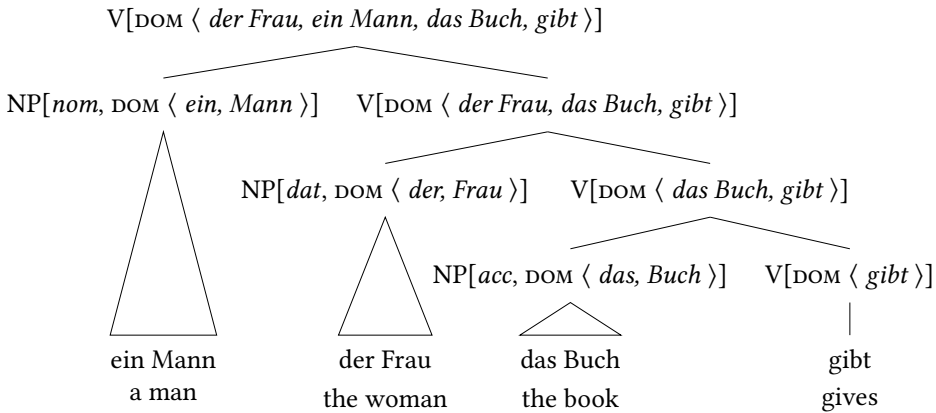 V[DOM ⟨ der Frau, ein Mann, das Buch, gibt ⟩]
NP[nom, DOM ⟨ ein, Mann ⟩] V[DOM ⟨ der Frau, das Buch, gibt ⟩]
NP[dat, DOM ⟨ der, Frau ⟩] V[DOM ⟨ das Buch, gibt ⟩]
NP[acc, DOM ⟨ das, Buch ⟩] V[DOM ⟨ gibt ⟩]
ein Mann der Frau das Buch gibt
a man the woman the book gives